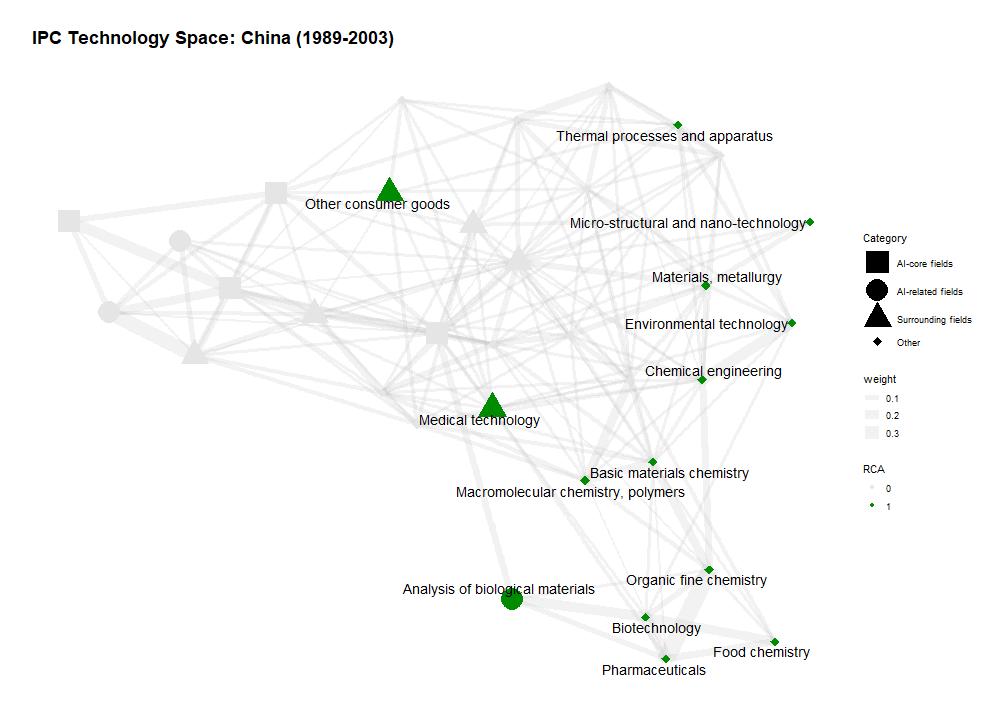 IPC Technology Space: China (1989-2003)
Thermal processes and apparatus
Other consumer goods
Micro-structural and nano-technology
Materials, metallurgy
Environmental technology
Chemical engineering
Medical technology
Basic materials chemistry
Macromolecular chemistry, polymers
Organic fine chemistry
Analysis of biological materials
Biotechnology
Food chemistry
Pharmaceuticals
Category
AI-core fields
AI-related fields
Surrounding fields
Other
weight
0.1
0.2
0.3
RCA
0
1